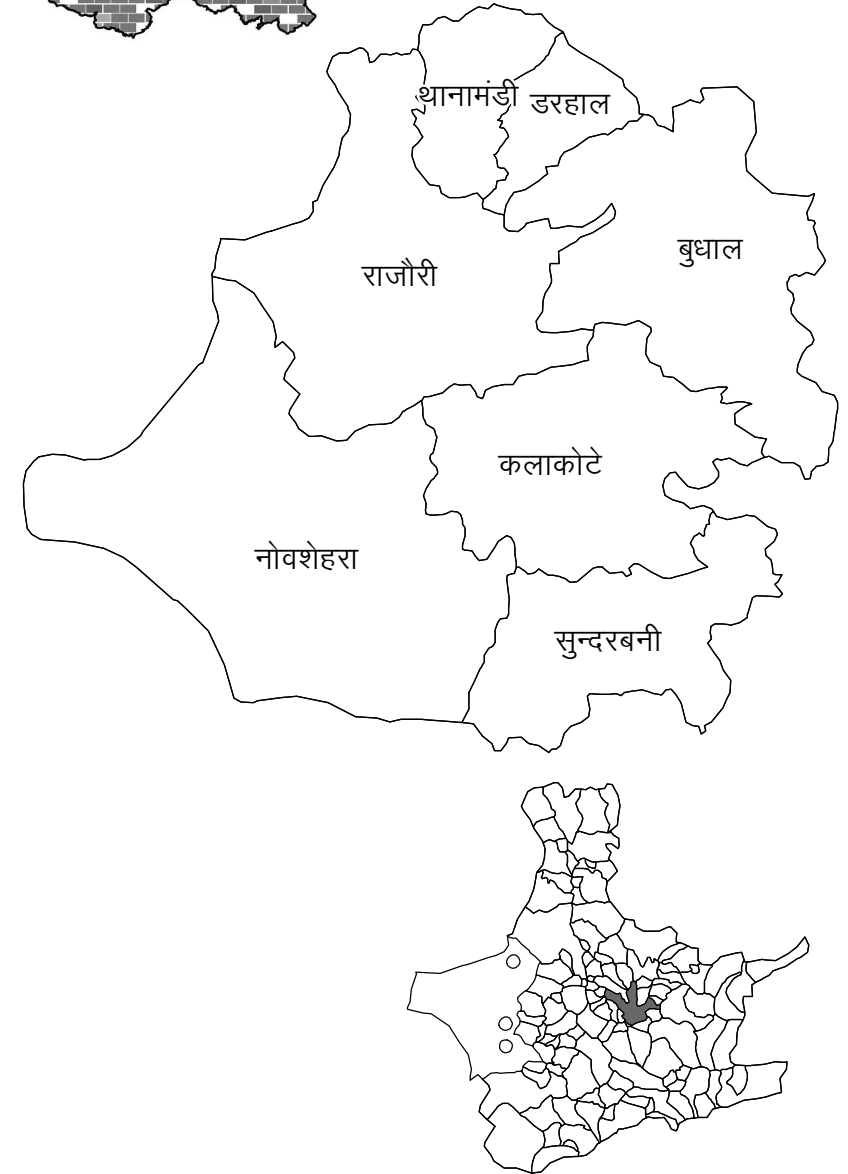 थानामंडी
डरहाल
बुधाल
राजौरी
कलाकोटे
नोवशेहरा
सुन्दरबनी